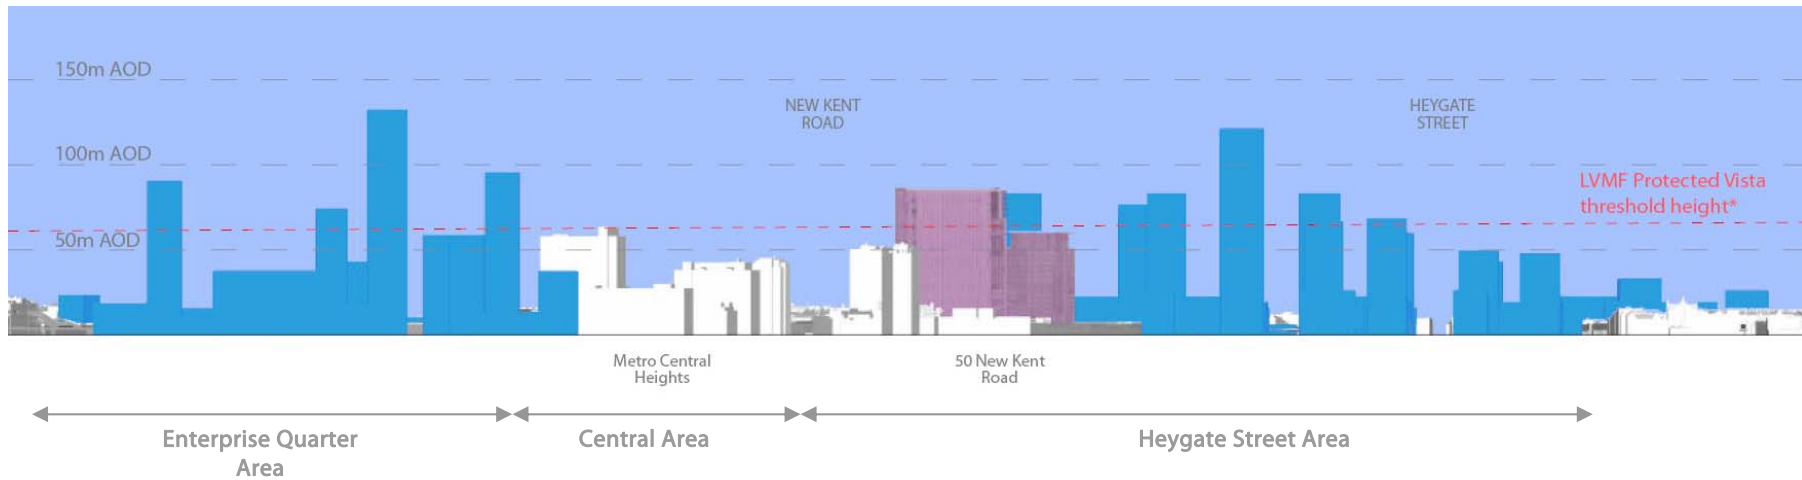 150m AOD
NEW KENT
ROAD
HEYGATE
STREET
100m AOD
LVMF Protected Vista
threshold height*
50m AOD
Metro Central
Heights
50 New Kent
Road
Enterprise Quarter
Area
Central Area
Heygate Street Area